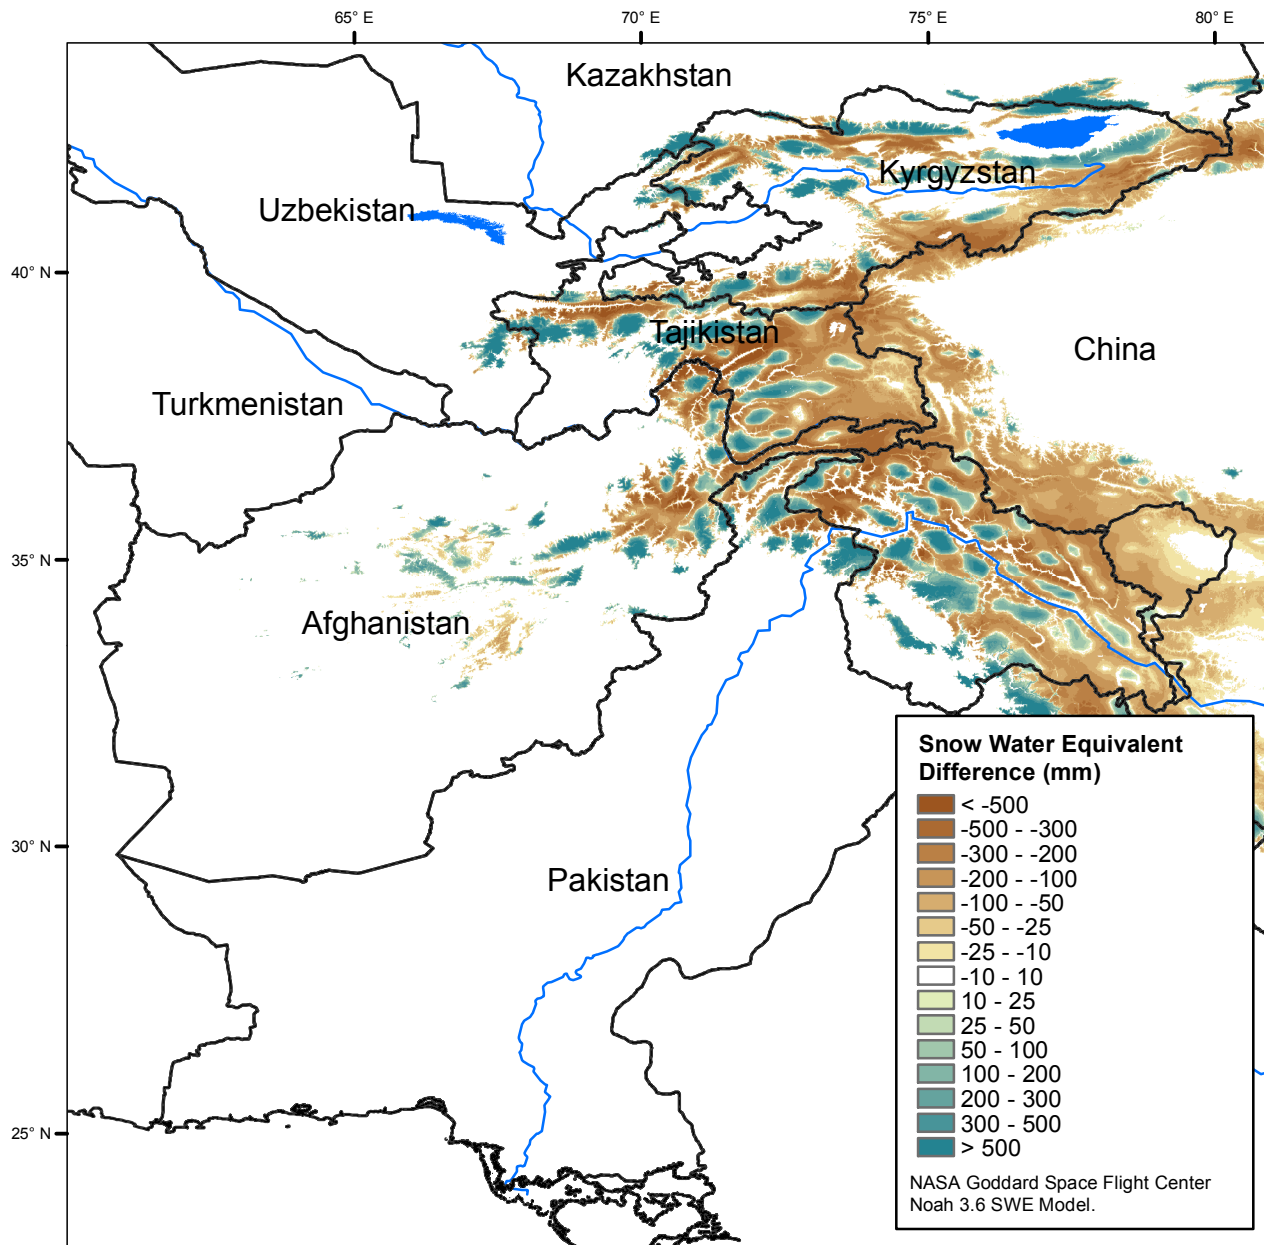 65° E
70° E
75° E
80° E
Kazakhstan
Kyrgyzstan
Uzbekistan
40° N
Tajikistan
China
Turkmenistan
35° N
Afghanistan
30° N
Pakistan
25° N
Snow Water Equivalent
Difference (mm)
< -500
-500 - -300
-300 - -200
-200 - -100
-100 - -50
-50 - -25
-25 - -10
-10 - 10
10 - 25
25 - 50
50 - 100
100 - 200
200 - 300
300 - 500
> 500
NASA Goddard Space Flight Center
Noah 3.6 SWE Model.